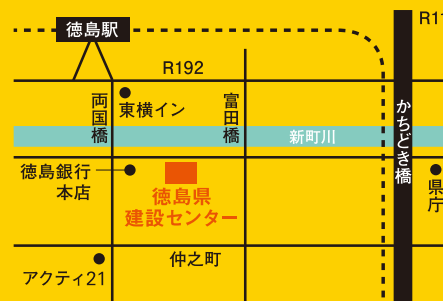 徳島駅
R11
R192
東横イン
両国橋
富田橋
かちどき橋
新町川
徳島銀行
本店
徳島県
建設センター
県庁
仲之町
アクティ21